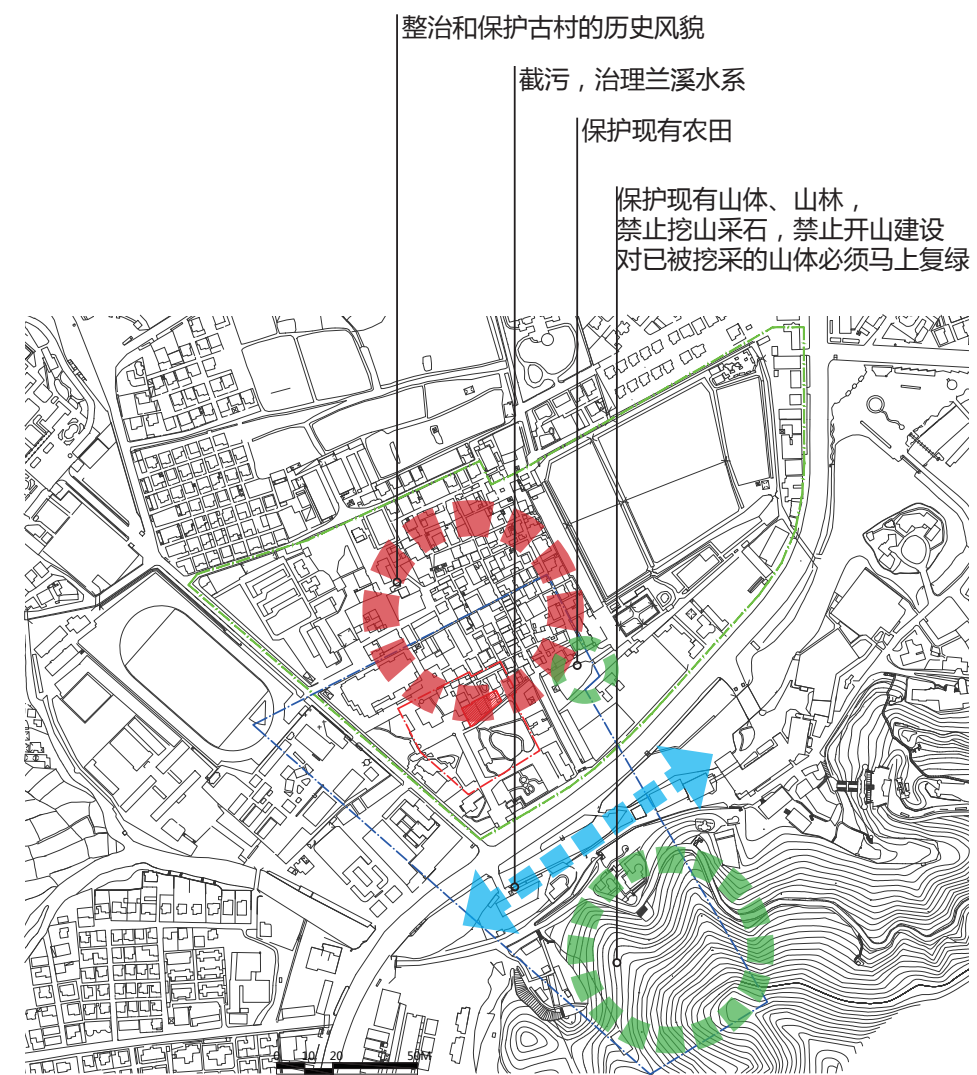 整治和保护古村的历史风貌
截污，治理兰溪水系
保护现有农田
保护现有山体、山林，
禁止挖山采石，禁止开山建设
对已被挖采的山体必须马上复绿
0 10 20 50M